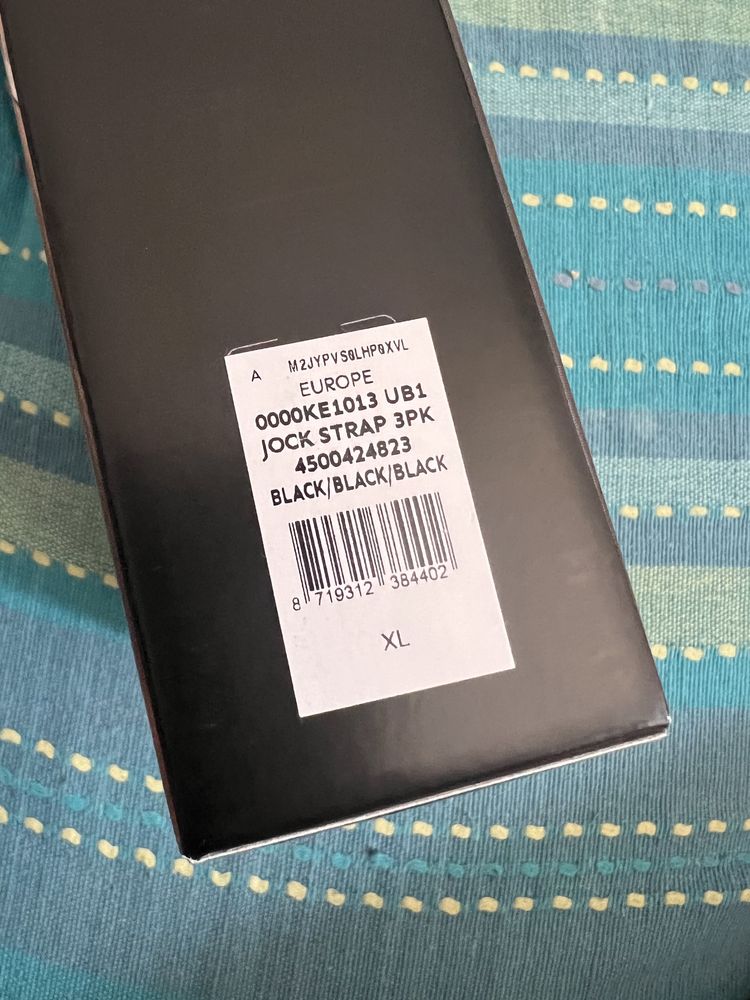 A M2JYPVS0LHP0XVL
EUROPE
0000KE1013 UB1
JOCK STRAP 3PK
4500424823
BLACK/BLACK/BLACK
8 719312 384402
XL